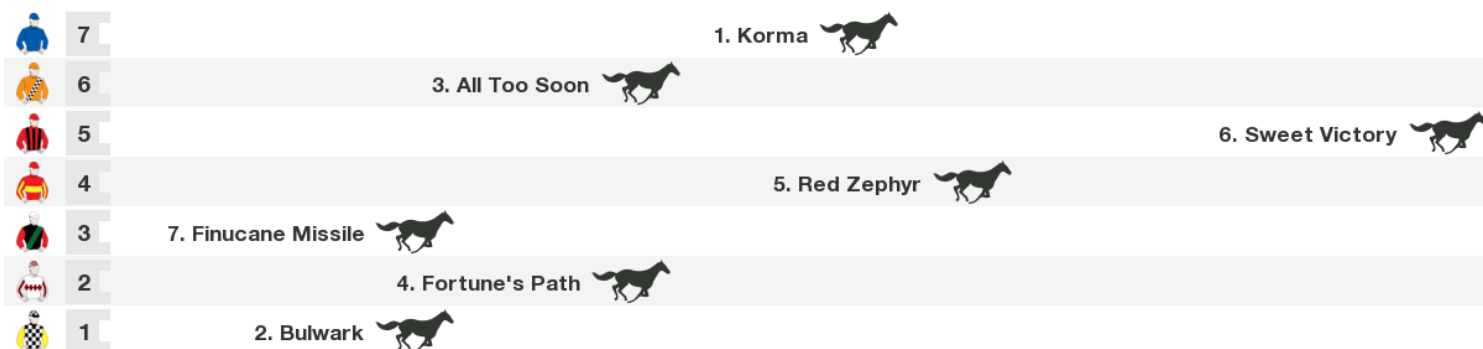 7 1. Korma
6 3. All Too Soon
5 6. Sweet Victory
4 5. Red Zephyr
3 7. Finucane Missile
2 4. Fortune's Path
1 2. Bulwark